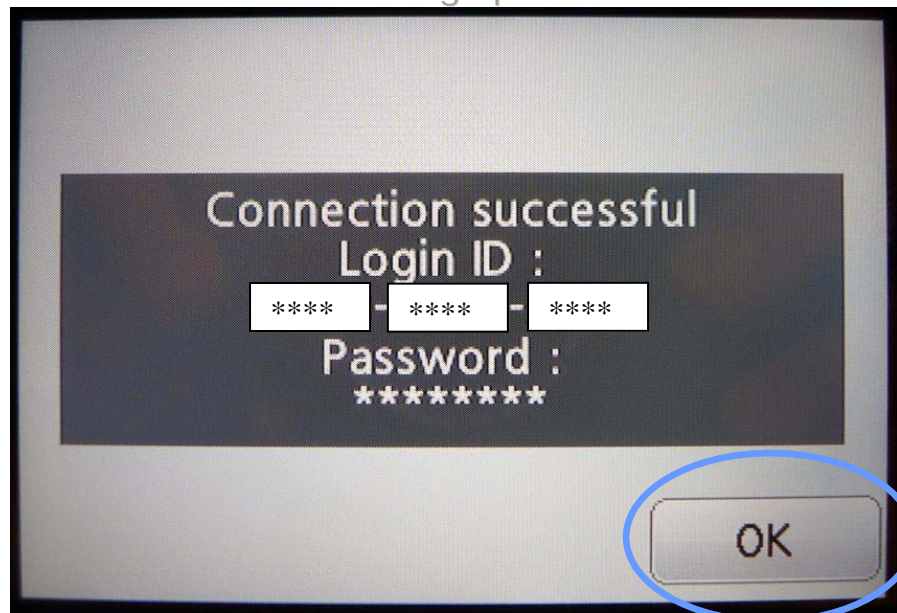 Connection successful
Login ID :
**** - **** - ****
Password :
********
OK